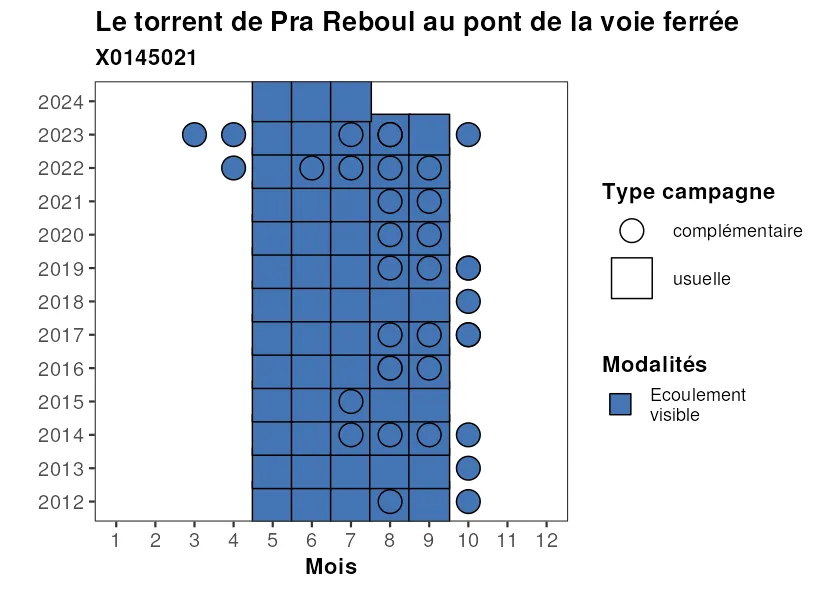 Le torrent de Pra Reboul au pont de la voie ferrée
X0145021
2024
2023
2022
2021
2020
2019
2018
2017
2016
2015
2014
2013
2012
1 2 3 4 5 6 7 8 9 10 11 12
Mois
Type campagne
complémentaire
usuelle
Modalités
Ecoulement
visible